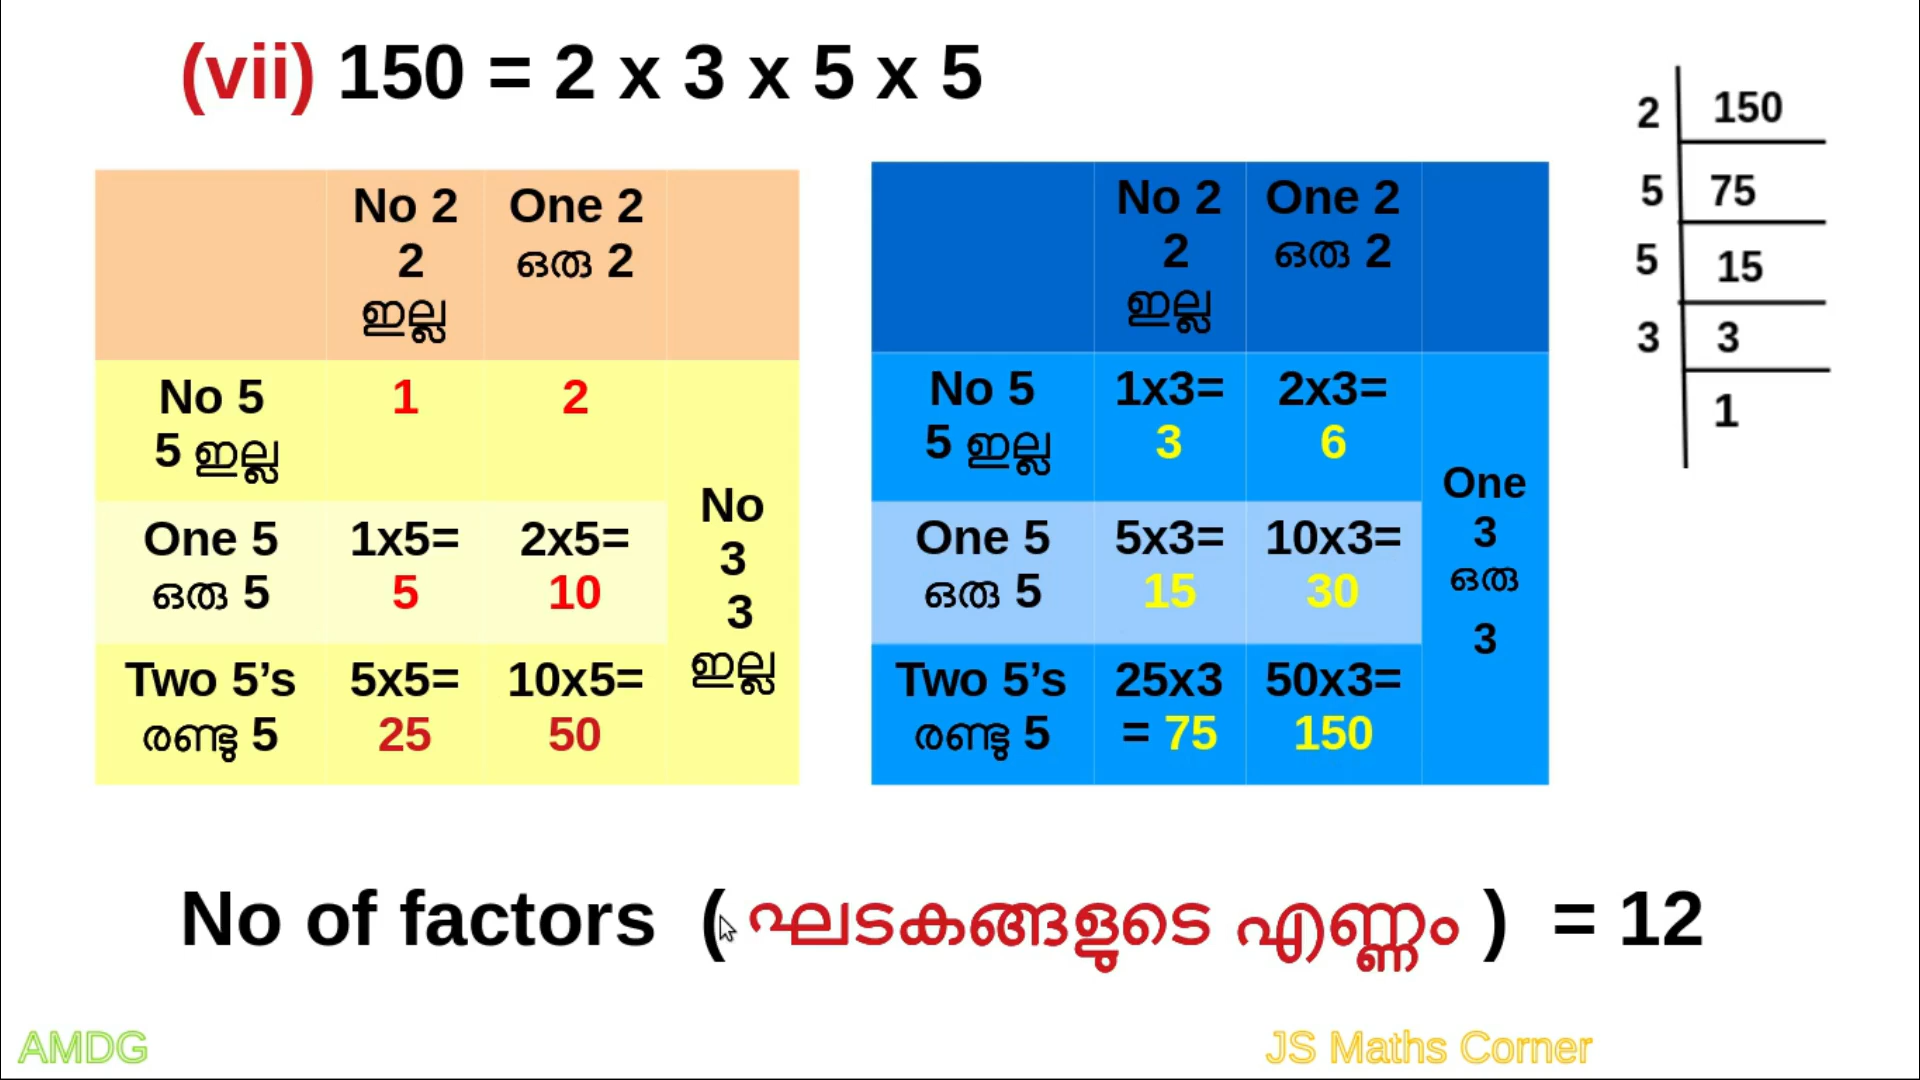 (vii) 150 = 2 x 3 x 5 x 5
No 2
2
ഇല്ല
One 2
ഒരു 2
No 5
5 ഇല്ല
1
2
One 5
ഒരു 5
1x5=
5
2x5=
10
Two 5’s
രണ്ടു 5
5x5=
25
10x5=
50
No
3
3
ഇല്ല
No 2
2
ഇല്ല
One 2
ഒരു 2
No 5
5 ഇല്ല
1x3=
3
2x3=
6
One 5
ഒരു 5
5x3=
15
10x3=
30
Two 5’s
രണ്ടു 5
25x3
= 75
50x3=
150
One
3
ഒരു
3
2 150
5 75
5 15
3 3
1
No of factors ( ഘടകങ്ങളുടെ എണ്ണം ) = 12
AMDG
JS Maths Corner